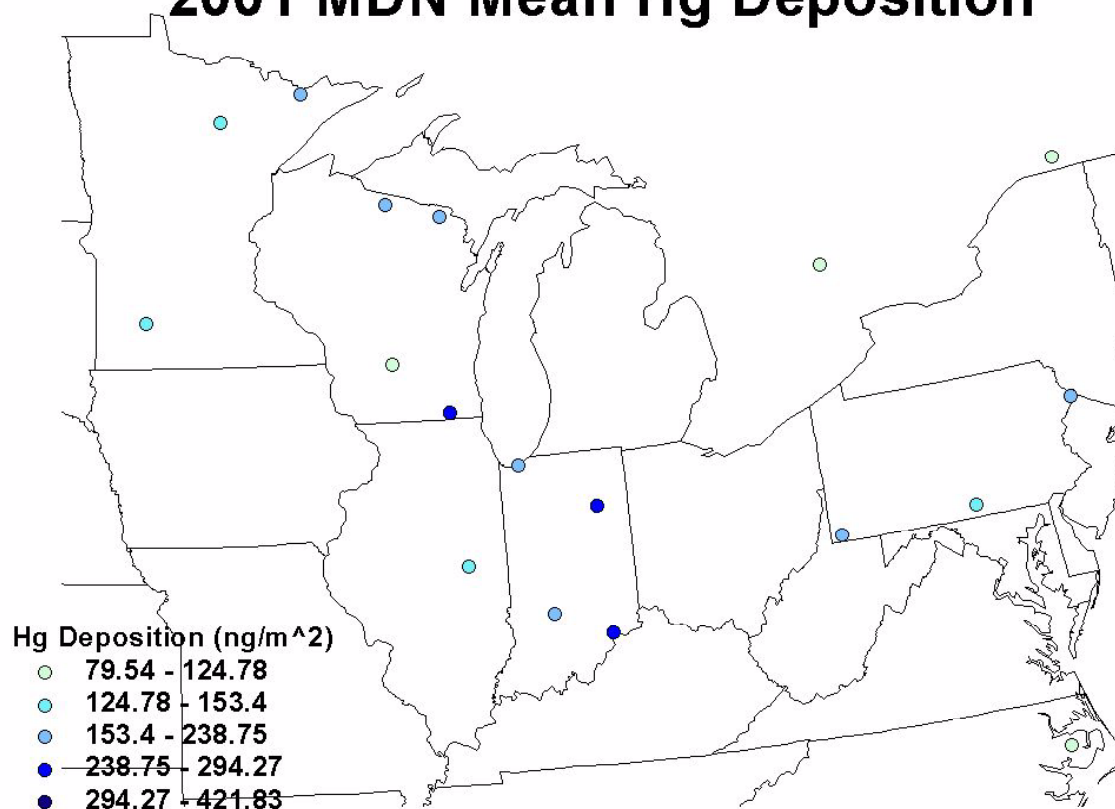 2001 MDN Mean Hg Deposition
Hg Deposition (ng/m^2)
79.54 - 124.78
124.78 - 153.4
153.4 - 238.75
238.75 - 294.27
294.27 - 421.83